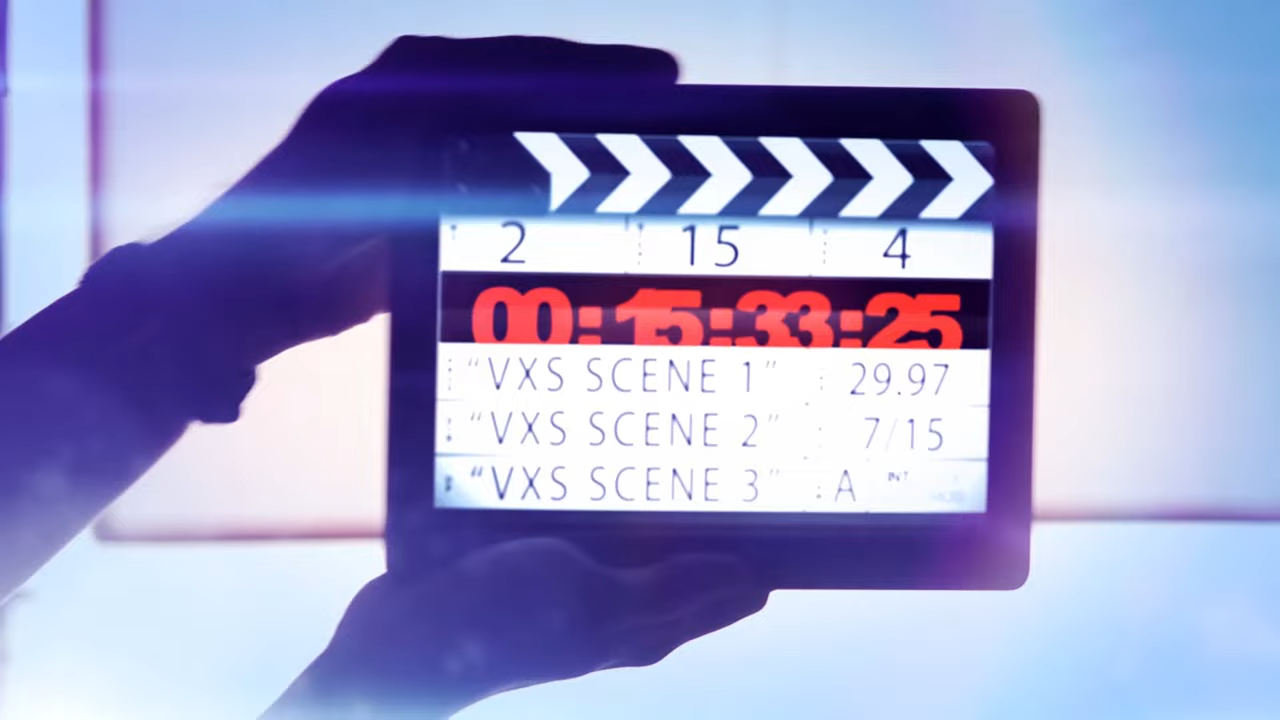 2 15 4
00:15:33:25
“VXS SCENE 1” 29.97
“VXS SCENE 2” 7/15
“VXS SCENE 3” A INT